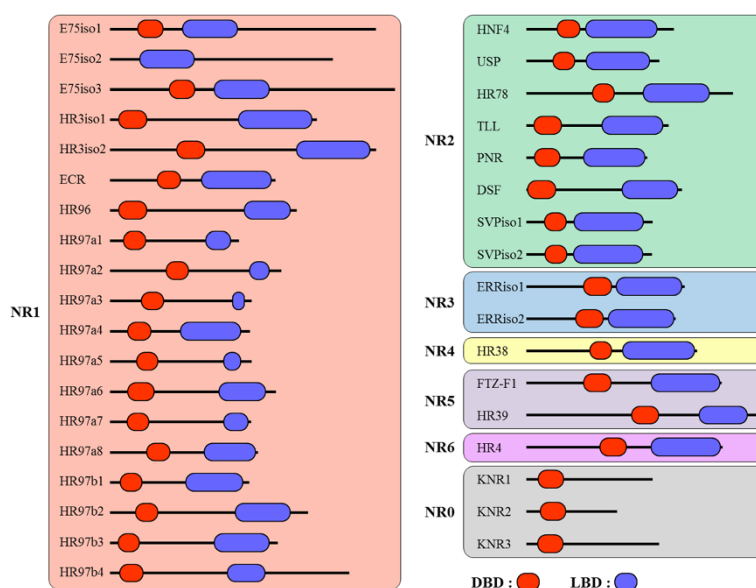 NR1
E75iso1
E75iso2
E75iso3
HR3iso1
HR3iso2
ECR
HR96
HR97a1
HR97a2
HR97a3
HR97a4
HR97a5
HR97a6
HR97a7
HR97a8
HR97b1
HR97b2
HR97b3
HR97b4
NR2
HNF4
USP
HR78
TLL
PNR
DSF
SVPiso1
SVPiso2
NR3
ERRiso1
ERRiso2
NR4
HR38
NR5
FTZ-F1
HR39
NR6
HR4
NR0
KNR1
KNR2
KNR3
DBD : LBD :